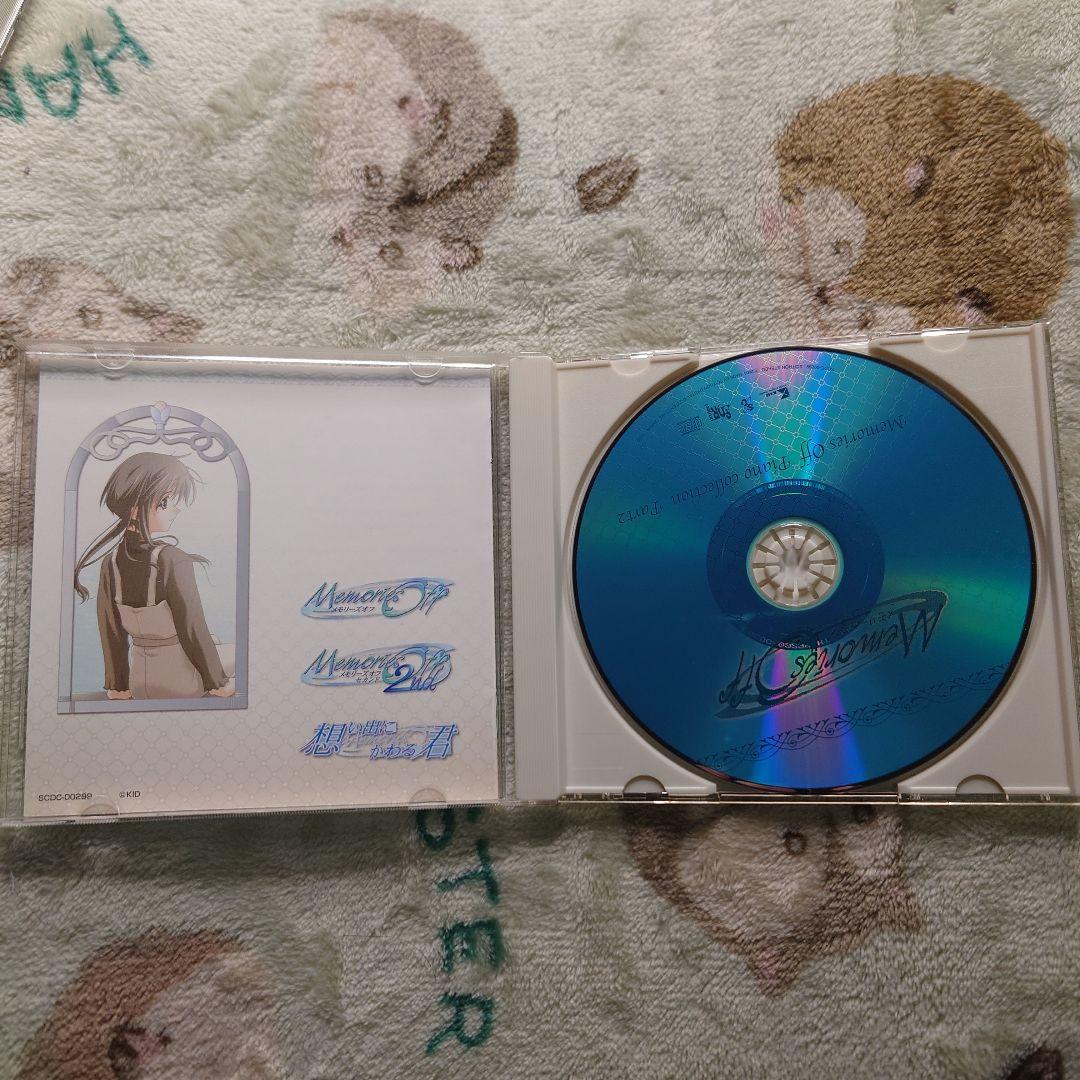 HA
Memories Off
メモリーズオフ
Memories Off
2nd
メモリーズオフ
セカンド
想い出に
かわる君
SCDC-00299 ©KID
Memories Off Piano collection Part2
Memories Off
STER